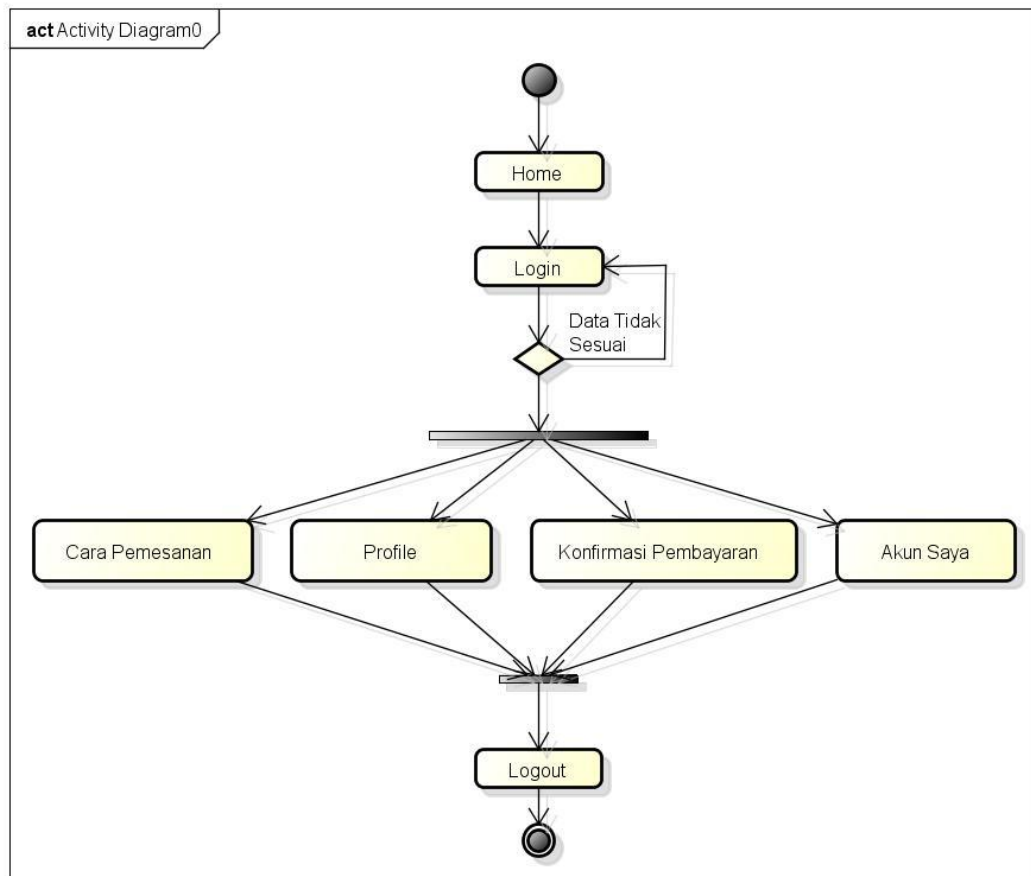 act Activity Diagram0
Home
Login
Data Tidak
Sesuai
Cara Pemesanan
Profile
Konfirmasi Pembayaran
Akun Saya
Logout